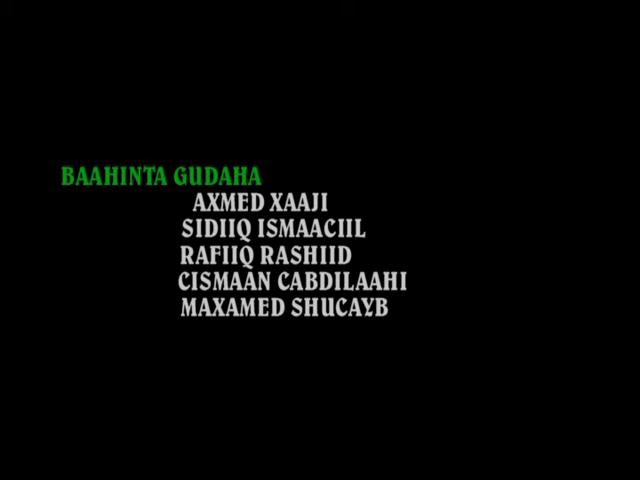 BAAHINTA GUDAHA
AXMED XAAJI
SIDIIQ ISMAACIIL
RAFIIQ RASHIID
CISMAAN CABDILAAHI
MAXAMED SHUCAYB